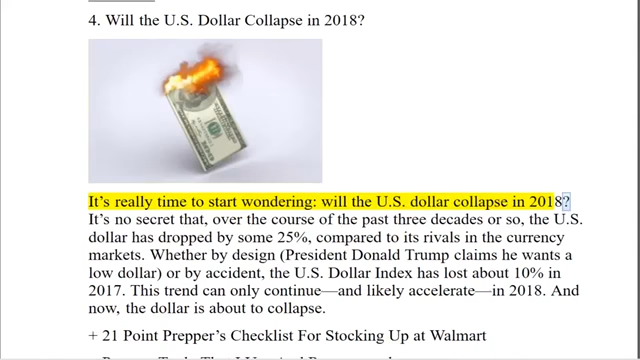 4. Will the U.S. Dollar Collapse in 2018?
It’s really time to start wondering: will the U.S. dollar collapse in 2018?
It’s no secret that, over the course of the past three decades or so, the U.S.
dollar has dropped by some 25%, compared to its rivals in the currency
markets. Whether by design (President Donald Trump claims he wants a
low dollar) or by accident, the U.S. Dollar Index has lost about 10% in
2017. This trend can only continue—and likely accelerate—in 2018. And
now, the dollar is about to collapse.
+ 21 Point Prepper’s Checklist For Stocking Up at Walmart